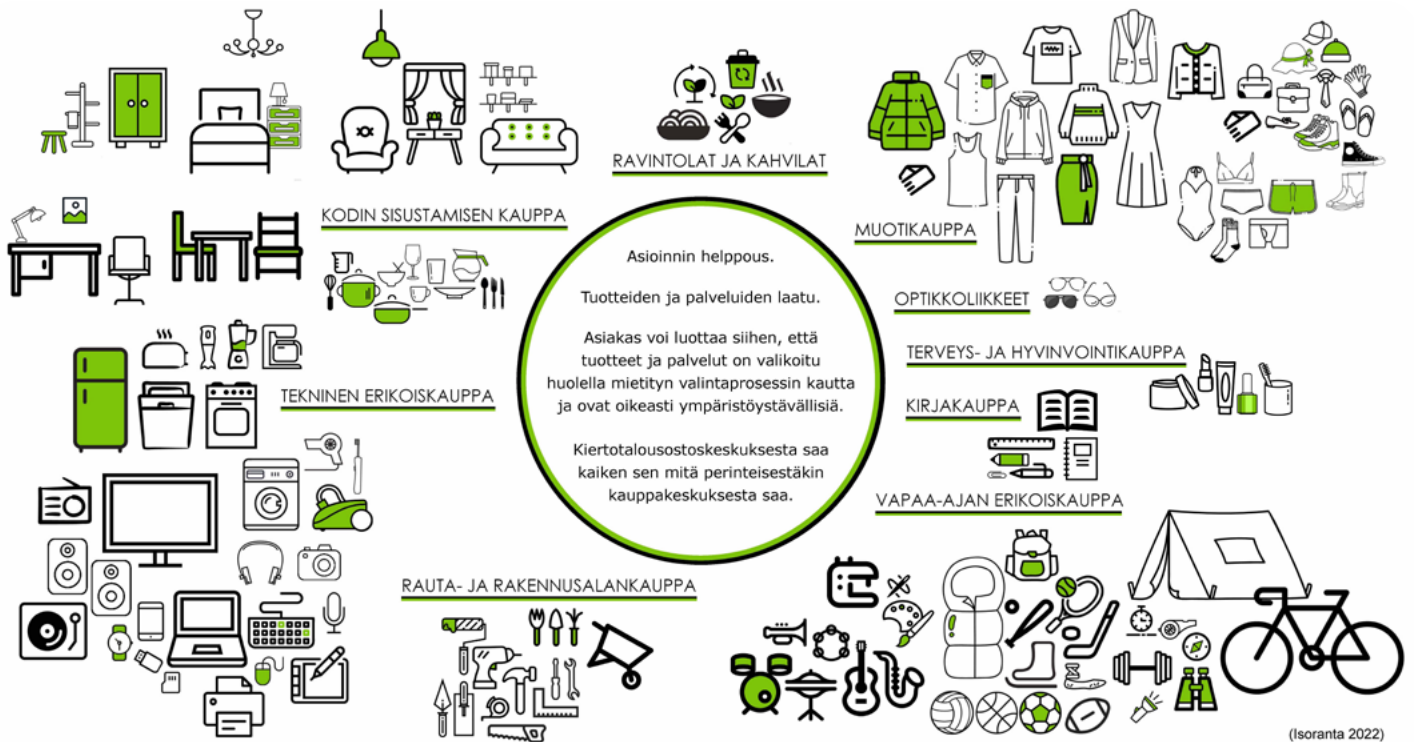 RAVINTOLAT JA KAHVILAT
KODIN SISUSTAMISEN KAUPPA
MUOTIKAUPPA
Asioinnin helppous.
Tuotteiden ja palveluiden laatu.
Asiakas voi luottaa siihen, että
tuotteet ja palvelut on valikoitu
huolella mietityn valintaprosessin kautta
ja ovat oikeasti ympäristöystävällisiä.
Kiertotalousostoskeskuksesta saa
kaiken sen mitä perinteisestäkin
kauppakeskuksesta saa.
OPTIKKOLIIKKEET
TERVEYS- JA HYVINVOINTIKAUPPA
TEKNINEN ERIKOISKAUPPA
KIRJAKAUPPA
VAPAA-AJAN ERIKOISKAUPPA
RAUTA- JA RAKENNUSALANKAUPPA
(Isoranta 2022)